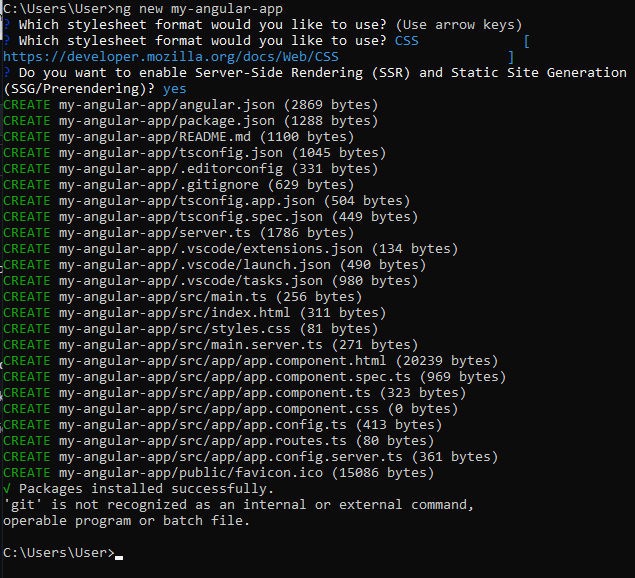 C:\Users\User>ng new my-angular-app
? Which stylesheet format would you like to use? (Use arrow keys)
? Which stylesheet format would you like to use? CSS             [
https://developer.mozilla.org/docs/Web/CSS                     ]
? Do you want to enable Server-Side Rendering (SSR) and Static Site Generation
(SSG/Prerendering)? yes
CREATE my-angular-app/angular.json (2869 bytes)
CREATE my-angular-app/package.json (1288 bytes)
CREATE my-angular-app/README.md (1100 bytes)
CREATE my-angular-app/tsconfig.json (1045 bytes)
CREATE my-angular-app/.editorconfig (331 bytes)
CREATE my-angular-app/.gitignore (629 bytes)
CREATE my-angular-app/tsconfig.app.json (504 bytes)
CREATE my-angular-app/tsconfig.spec.json (449 bytes)
CREATE my-angular-app/server.ts (1786 bytes)
CREATE my-angular-app/.vscode/extensions.json (134 bytes)
CREATE my-angular-app/.vscode/launch.json (490 bytes)
CREATE my-angular-app/.vscode/tasks.json (980 bytes)
CREATE my-angular-app/src/main.ts (256 bytes)
CREATE my-angular-app/src/index.html (311 bytes)
CREATE my-angular-app/src/styles.css (81 bytes)
CREATE my-angular-app/src/main.server.ts (271 bytes)
CREATE my-angular-app/src/app/app.component.html (20239 bytes)
CREATE my-angular-app/src/app/app.component.spec.ts (969 bytes)
CREATE my-angular-app/src/app/app.component.ts (323 bytes)
CREATE my-angular-app/src/app/app.component.css (0 bytes)
CREATE my-angular-app/src/app/app.config.ts (413 bytes)
CREATE my-angular-app/src/app/app.routes.ts (80 bytes)
CREATE my-angular-app/src/app/app.config.server.ts (361 bytes)
CREATE my-angular-app/public/favicon.ico (15086 bytes)
√ Packages installed successfully.
'git' is not recognized as an internal or external command,
operable program or batch file.
C:\Users\User>